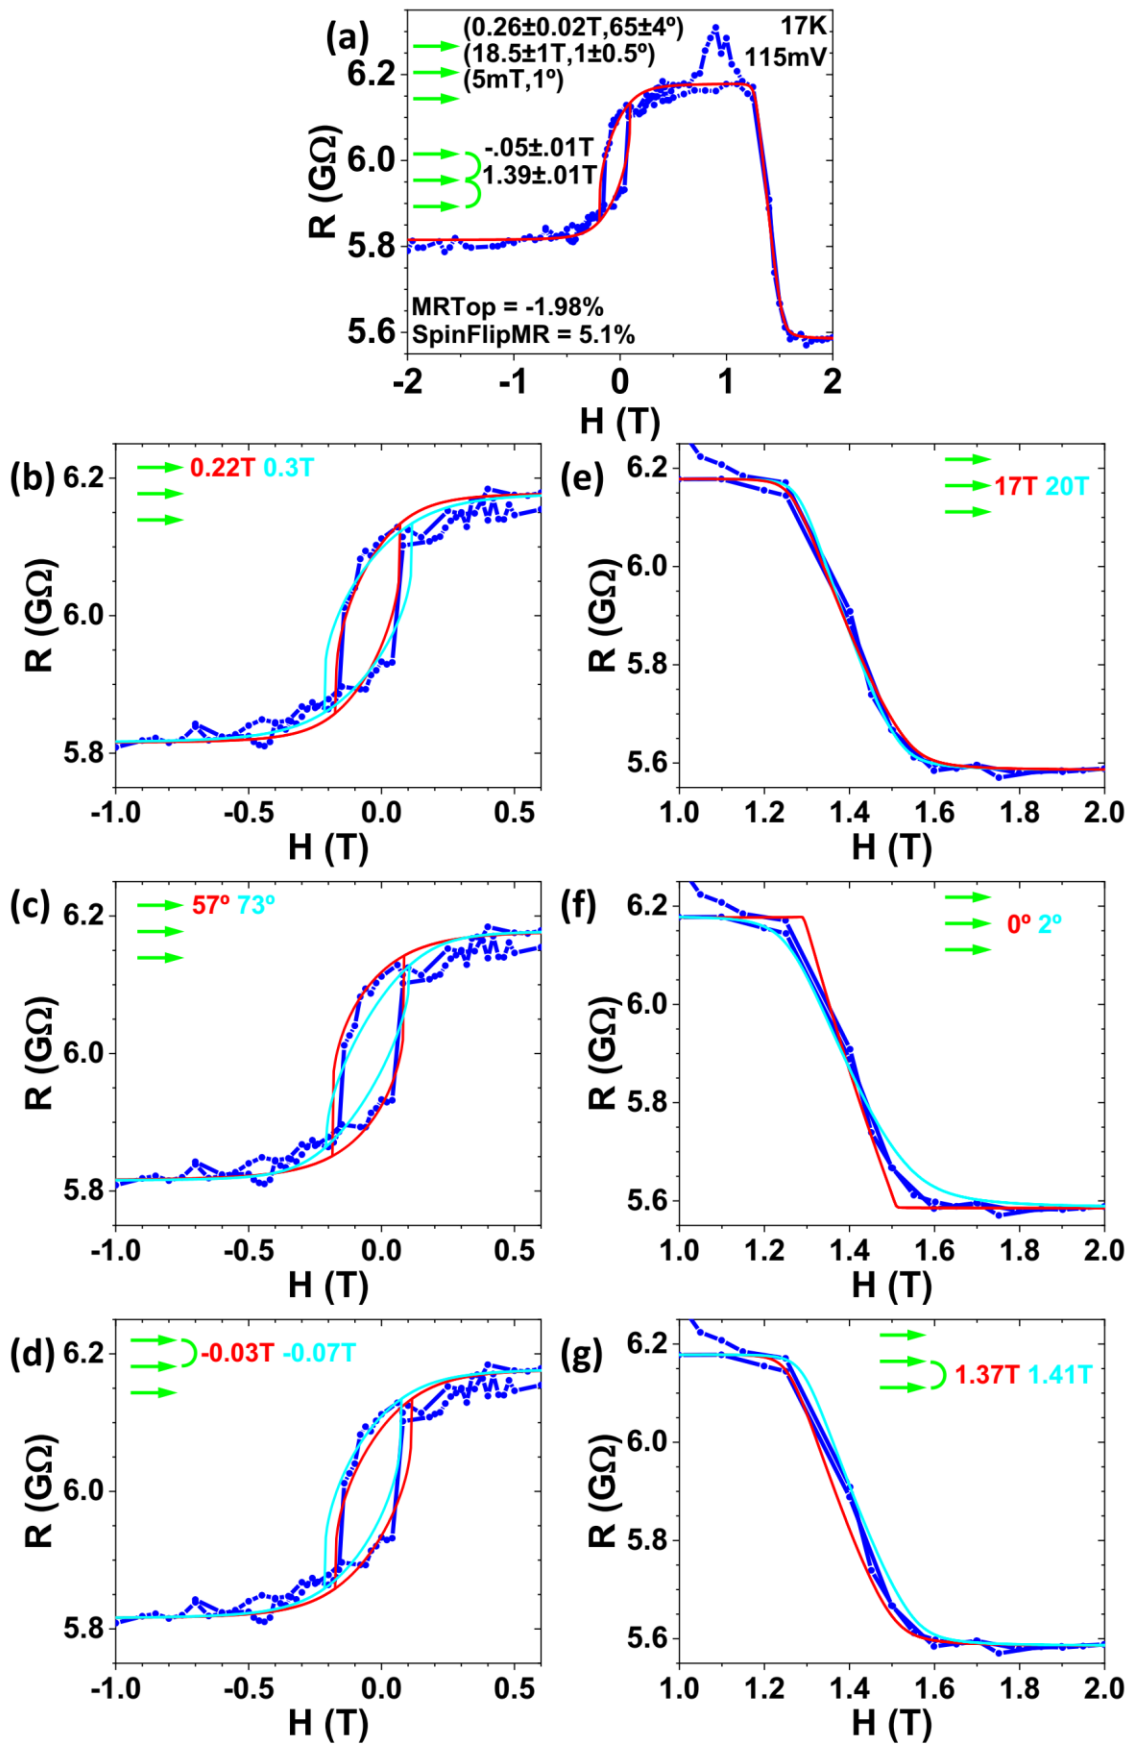 (a)
(0.26±0.02T,65±4º)
(18.5±1T,1±0.5º)
(5mT,1º)
17K
115mV
-.05±.01T
1.39±.01T
MRTop = -1.98%
SpinFlipMR = 5.1%
R (GΩ)
6.2
6.0
5.8
5.6
-2 -1 0 1 2
H (T)
(b)
0.22T 0.3T
R (GΩ)
6.2
6.0
5.8
-1.0 -0.5 0.0 0.5
H (T)
(e)
17T 20T
R (GΩ)
6.2
6.0
5.8
5.6
1.0 1.2 1.4 1.6 1.8 2.0
H (T)
(c)
57º 73º
R (GΩ)
6.2
6.0
5.8
-1.0 -0.5 0.0 0.5
H (T)
(f)
0º 2º
R (GΩ)
6.2
6.0
5.8
5.6
1.0 1.2 1.4 1.6 1.8 2.0
H (T)
(d)
-0.03T -0.07T
R (GΩ)
6.2
6.0
5.8
-1.0 -0.5 0.0 0.5
H (T)
(g)
1.37T 1.41T
R (GΩ)
6.2
6.0
5.8
5.6
1.0 1.2 1.4 1.6 1.8 2.0
H (T)